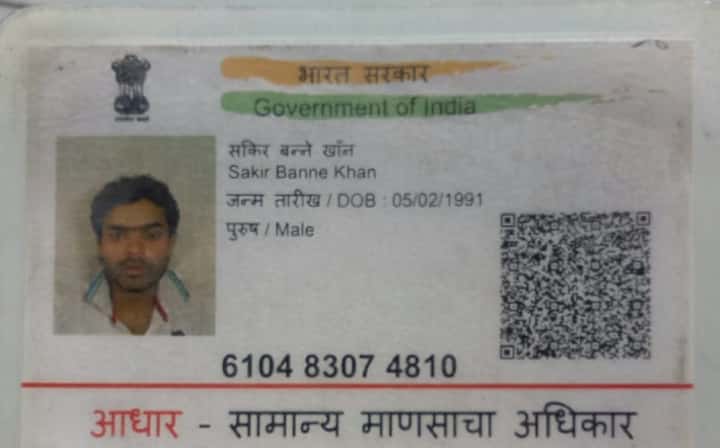 भारत सरकार
Government of India
सकिर बन्ने खाँन
Sakir Banne Khan
जन्म तारीख / DOB : 05/02/1991
पुरुष / Male
6104 8307 4810
आधार - सामान्य माणसाचा अधिकार